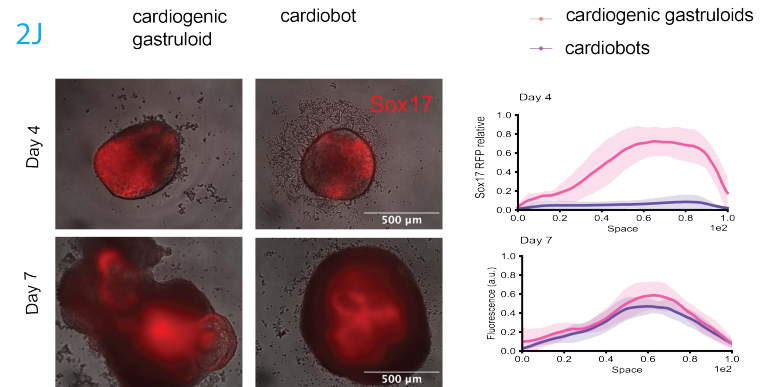 2J
cardiogenic
gastruloid
cardiobot
cardiogenic gastruloids
cardiobots
Day 4
Sox17
500 µm
Day 4
Sox17 RFP relative
1.0
0.8
0.6
0.4
0.2
0.0
0.0 0.2 0.4 0.6 0.8 1.0
Space
1e2
Day 7
500 µm
Day 7
Fluorescence (a.u.)
1.0
0.8
0.6
0.4
0.2
0.0
0.0 0.2 0.4 0.6 0.8 1.0
Space
1e2